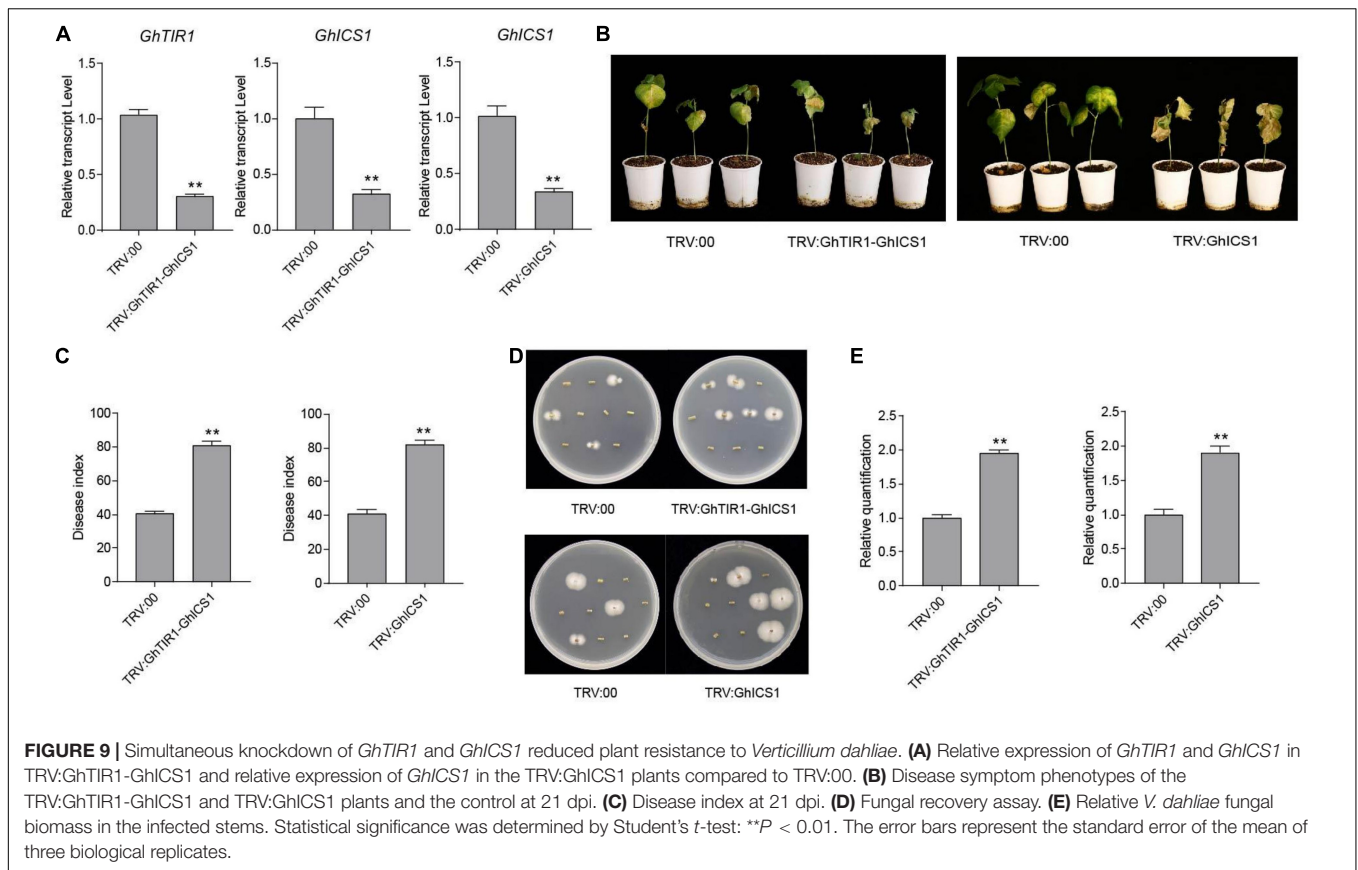 A
GhTIR1
GhICS1
GhICS1
Relative transcript Level
1.5
1.0
0.5
0.0
TRV:00
TRV:GhTIR1-GhICS1
**
Relative transcript Level
1.5
1.0
0.5
0.0
TRV:00
TRV:GhTIR1-GhICS1
**
Relative transcript Level
1.5
1.0
0.5
0.0
TRV:00
TRV:GhICS1
**
B
TRV:00
TRV:GhTIR1-GhICS1
TRV:00
TRV:GhICS1
C
Disease index
100
80
60
40
20
0
TRV:00
TRV:GhTIR1-GhICS1
**
Disease index
100
80
60
40
20
0
TRV:00
TRV:GhICS1
**
D
TRV:00
TRV:GhTIR1-GhICS1
TRV:00
TRV:GhICS1
E
Relative quantification
2.5
2.0
1.5
1.0
0.5
0.0
TRV:00
TRV:GhTIR1-GhICS1
**
Relative quantification
2.5
2.0
1.5
1.0
0.5
0.0
TRV:00
TRV:GhICS1
**
FIGURE 9 | Simultaneous knockdown of GhTIR1 and GhICS1 reduced plant resistance to Verticillium dahliae. (A) Relative expression of GhTIR1 and GhICS1 in
TRV:GhTIR1-GhICS1 and relative expression of GhICS1 in the TRV:GhICS1 plants compared to TRV:00. (B) Disease symptom phenotypes of the
TRV:GhTIR1-GhICS1 and TRV:GhICS1 plants and the control at 21 dpi. (C) Disease index at 21 dpi. (D) Fungal recovery assay. (E) Relative V. dahliae fungal
biomass in the infected stems. Statistical significance was determined by Student's t-test: **P < 0.01. The error bars represent the standard error of the mean of
three biological replicates.